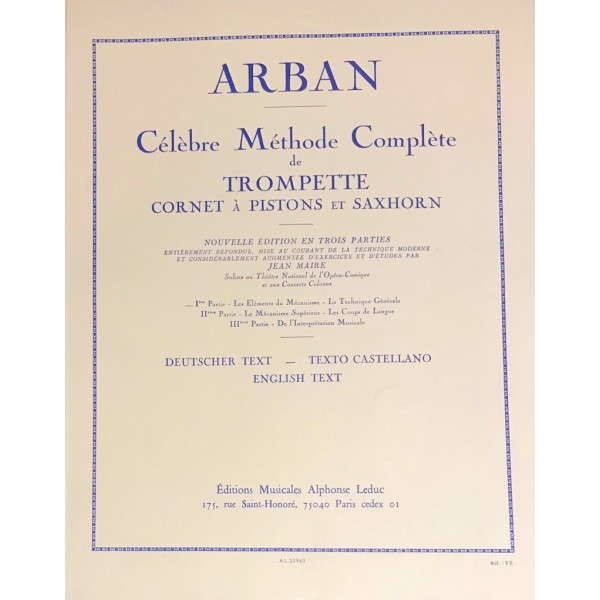 ARBAN
Célèbre Méthode Complète
de
TROMPETTE
CORNET À PISTONS ET SAXHORN
NOUVELLE ÉDITION EN TROIS PARTIES
ENTIÈREMENT REFONDUE, MISE AU COURANT DE LA TECHNIQUE MODERNE
ET CONSIDÉRABLEMENT AUGMENTÉE D'EXERCICES ET D'ÉTUDES PAR
JEAN MAIRE
Soliste au Théâtre National de l'Opéra-Comique
et aux Concerts Colonne
Ière Partie - Les Eléments du Mécanisme - La Technique Générale
IIème Partie - Le Mécanisme Supérieur - Les Coups de Langue
IIIème Partie - De l'Interprétation Musicale
DEUTSCHER TEXT — TEXTO CASTELLANO
ENGLISH TEXT
Éditions Musicales Alphonse Leduc
175, rue Saint-Honoré, 75040 Paris cedex 01
Réf. : YE